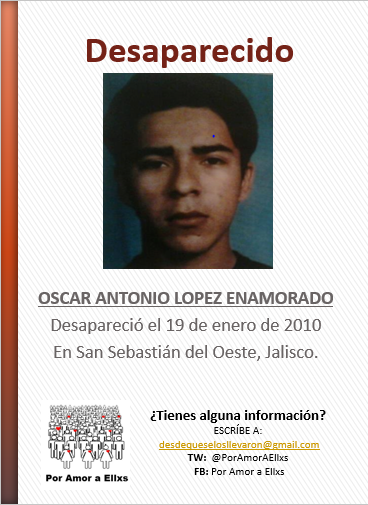 Desaparecido
OSCAR ANTONIO LOPEZ ENAMORADO
Desapareció el 19 de enero de 2010
En San Sebastián del Oeste, Jalisco.
¿Tienes alguna información?
ESCRÍBE A:
desdequeselosllevaron@gmail.com
TW: @PorAmorAEllxs
FB: Por Amor a Ellxs
Por Amor a Ellxs